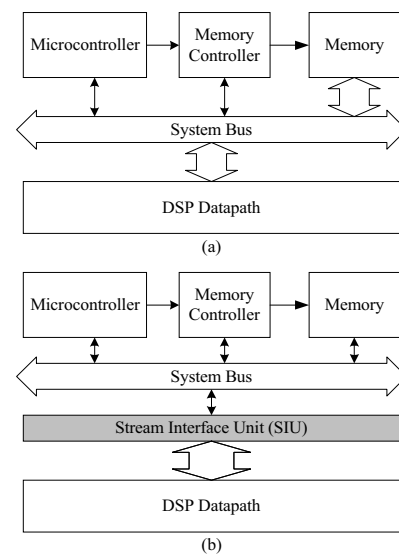 Microcontroller
Memory
Controller
Memory
System Bus
DSP Datapath
(a)
Microcontroller
Memory
Controller
Memory
System Bus
Stream Interface Unit (SIU)
DSP Datapath
(b)